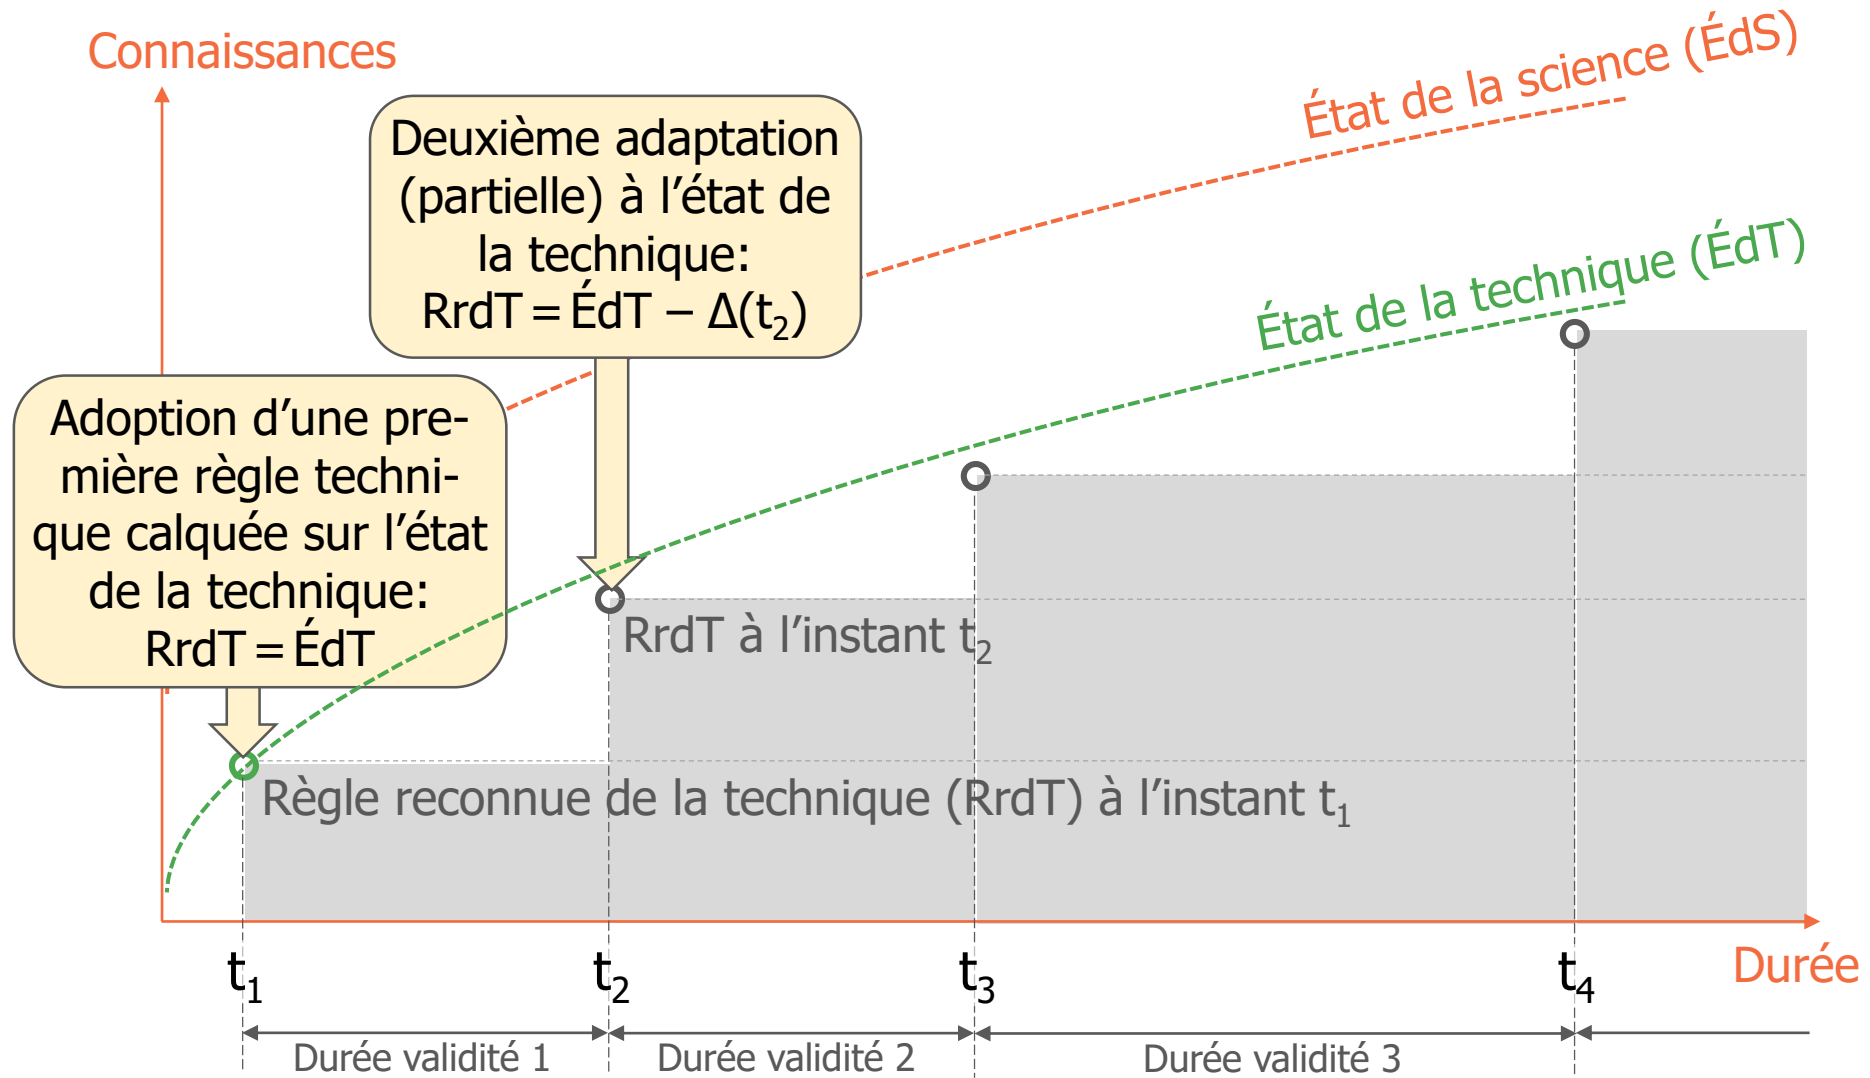 Connaissances
État de la science (ÉdS)
Deuxième adaptation
(partielle) à l’état de
la technique:
RrdT = ÉdT – Δ(t₂)
État de la technique (ÉdT)
Adoption d’une pre-
mière règle techni-
que calquée sur l’état
de la technique:
RrdT = ÉdT
RrdT à l’instant t₂
Règle reconnue de la technique (RrdT) à l’instant t₁
t₁
t₂
t₃
t₄
Durée
Durée validité 1
Durée validité 2
Durée validité 3